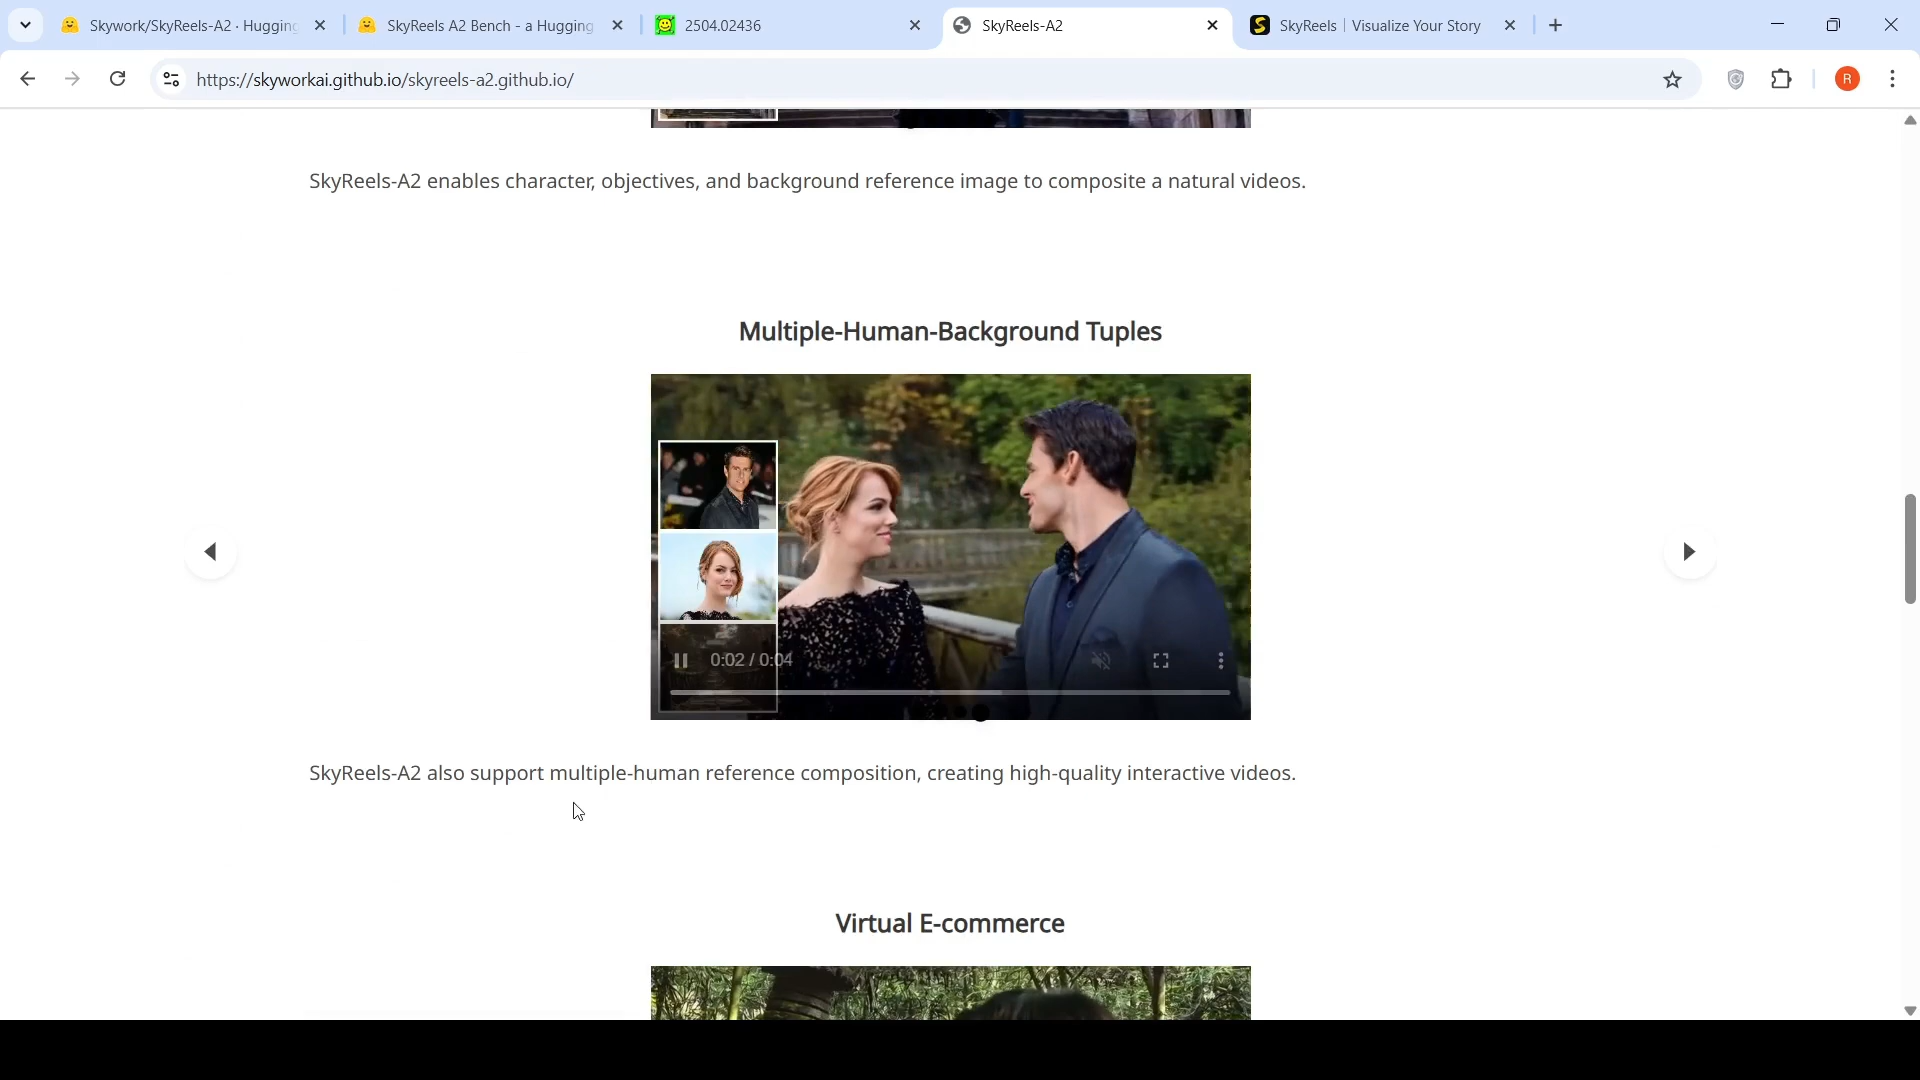 Skywork/SkyReels-A2 · Hugging
SkyReels A2 Bench - a Hugging
2504.02436
SkyReels-A2
SkyReels | Visualize Your Story
https://skyworkai.github.io/skyreels-a2.github.io/
R
SkyReels-A2 enables character, objectives, and background reference image to composite a natural videos.
Multiple-Human-Background Tuples
0:02 / 0:04
SkyReels-A2 also support multiple-human reference composition, creating high-quality interactive videos.
Virtual E-commerce